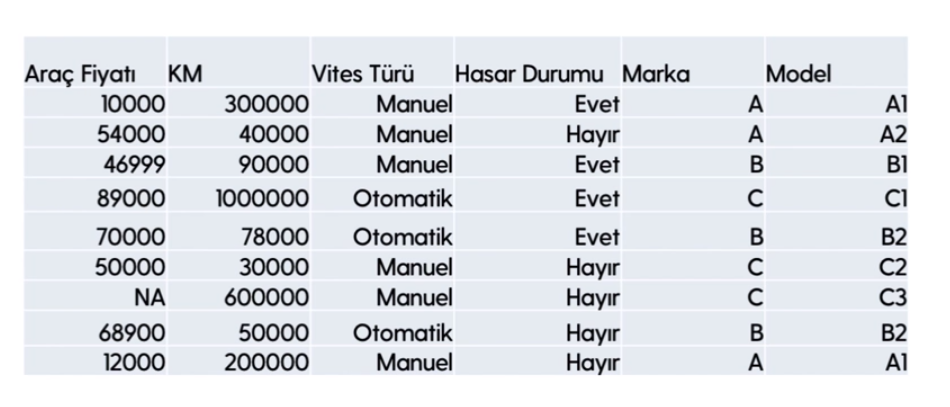 Araç Fiyatı KM Vites Türü Hasar Durumu Marka Model
10000 300000 Manuel Evet A A1
54000 40000 Manuel Hayır A A2
46999 90000 Manuel Evet B B1
89000 1000000 Otomatik Evet C C1
70000 78000 Otomatik Evet B B2
50000 30000 Manuel Hayır C C2
NA 600000 Manuel Hayır C C3
68900 50000 Otomatik Hayır B B2
12000 200000 Manuel Hayır A A1